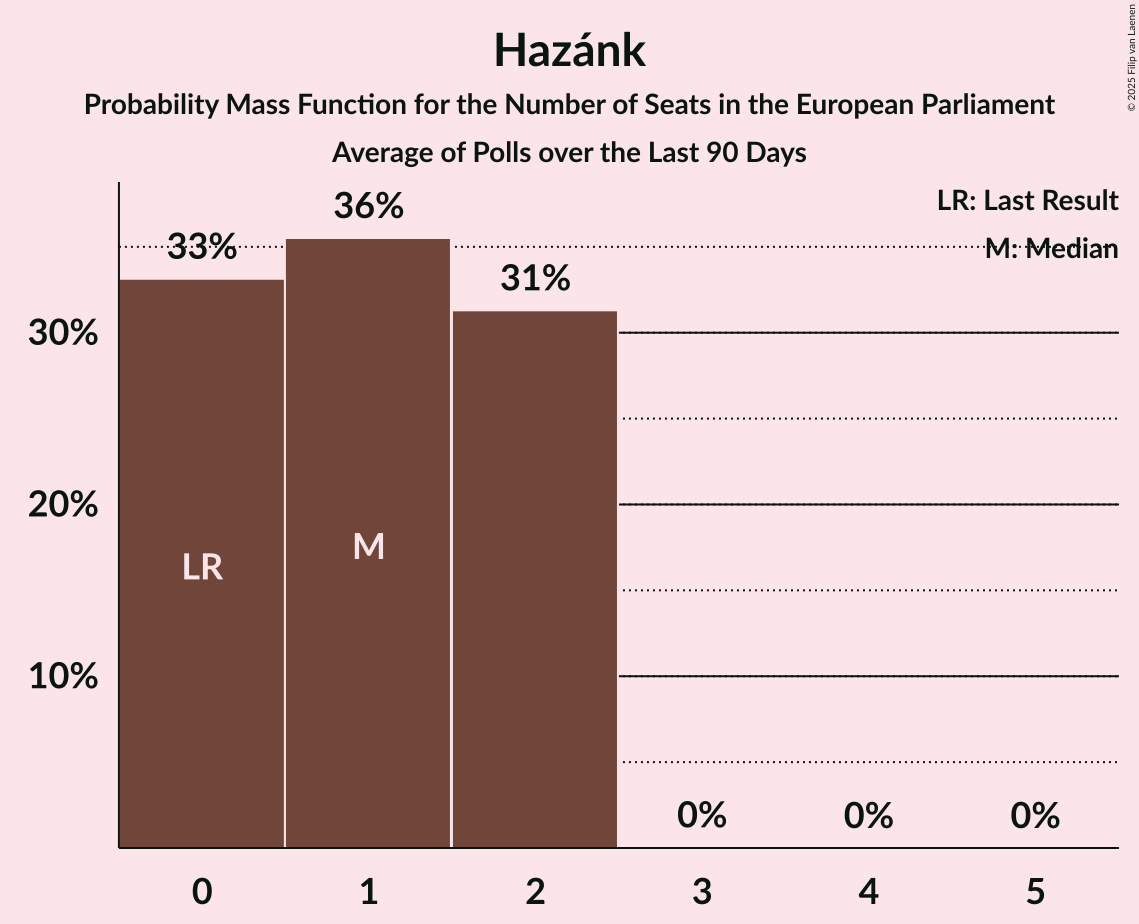 Hazánk
Probability Mass Function for the Number of Seats in the European Parliament
Average of Polls over the Last 90 Days
© 2025 Filip van Laenen
LR: Last Result
M: Median
33%
36%
31%
0%
0%
0%
30%
20%
10%
LR
M
0 1 2 3 4 5